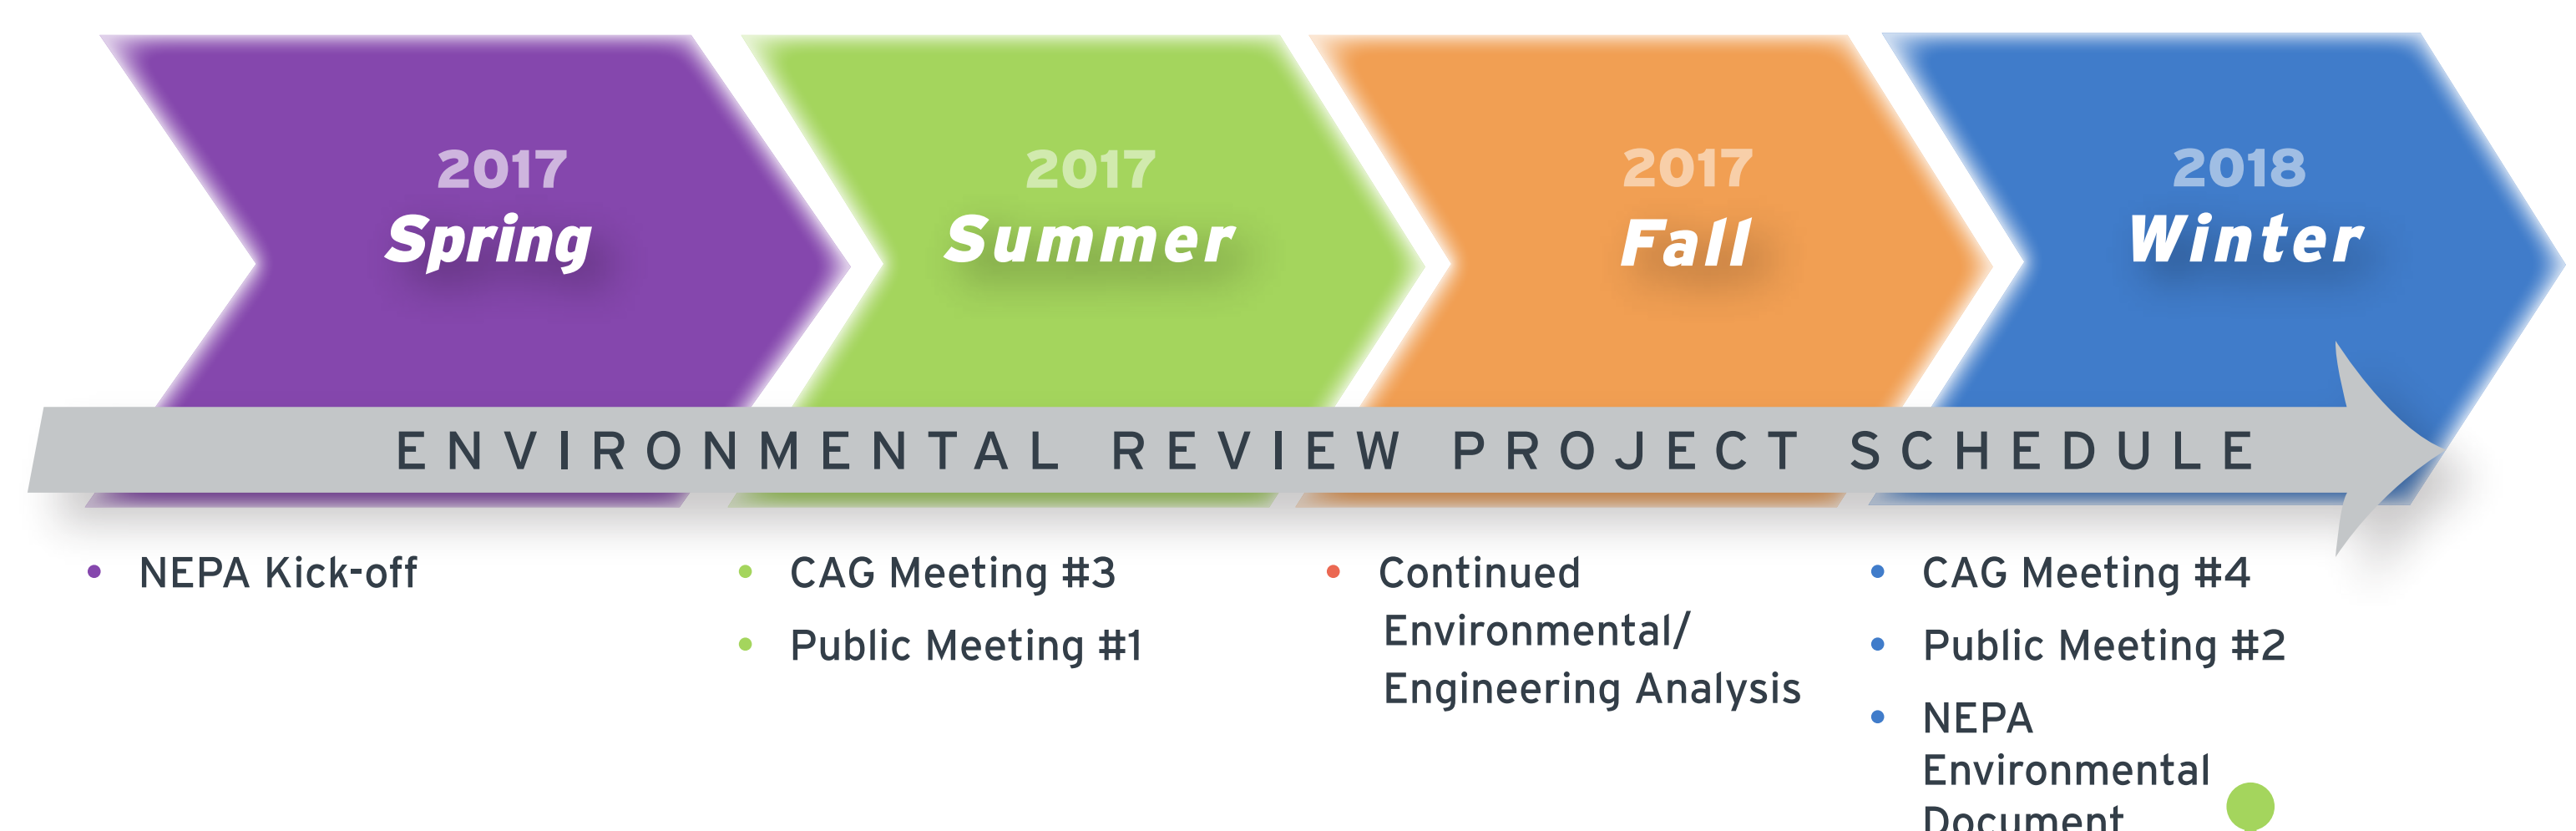 2017
Spring
2017
Summer
2017
Fall
2018
Winter
ENVIRONMENTAL REVIEW PROJECT SCHEDULE
• NEPA Kick-off
• CAG Meeting #3
• Public Meeting #1
• Continued
Environmental/
Engineering Analysis
• CAG Meeting #4
• Public Meeting #2
• NEPA
Environmental
Document